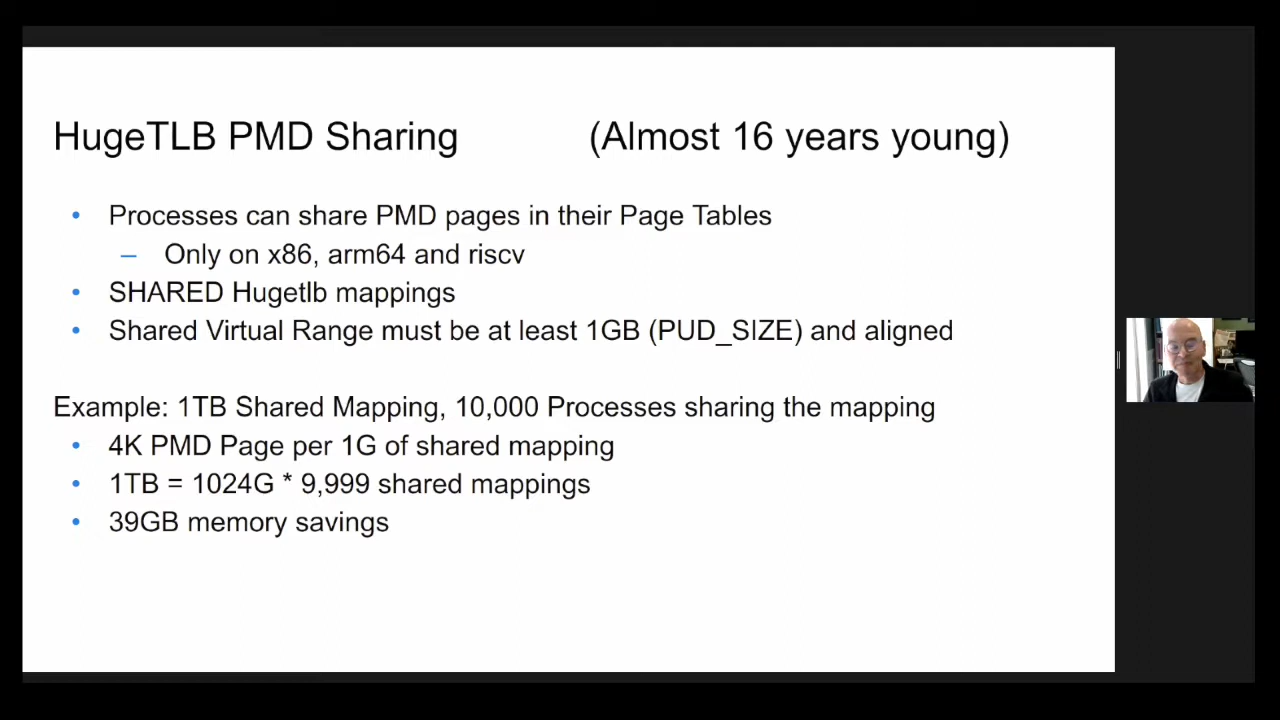 HugeTLB PMD Sharing (Almost 16 years young)
• Processes can share PMD pages in their Page Tables
– Only on x86, arm64 and riscv
• SHARED Hugetlb mappings
• Shared Virtual Range must be at least 1GB (PUD_SIZE) and aligned
Example: 1TB Shared Mapping, 10,000 Processes sharing the mapping
• 4K PMD Page per 1G of shared mapping
• 1TB = 1024G * 9,999 shared mappings
• 39GB memory savings